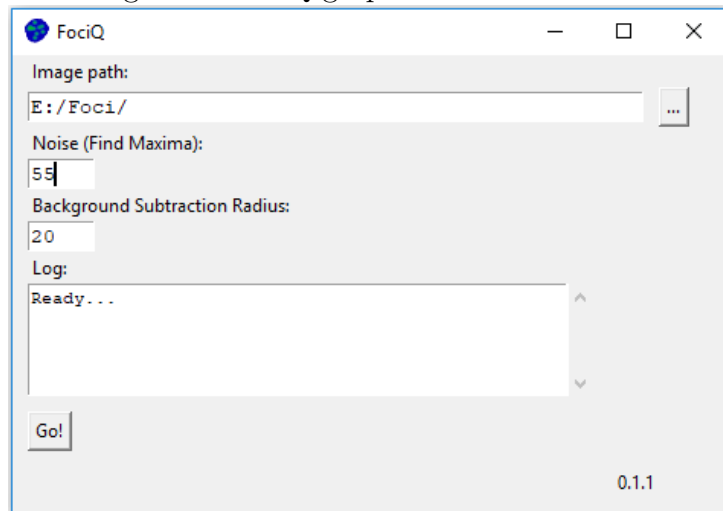 FociQ
Image path:
E:/Foci/
...
Noise (Find Maxima):
55
Background Subtraction Radius:
20
Log:
Ready...
Go!
0.1.1